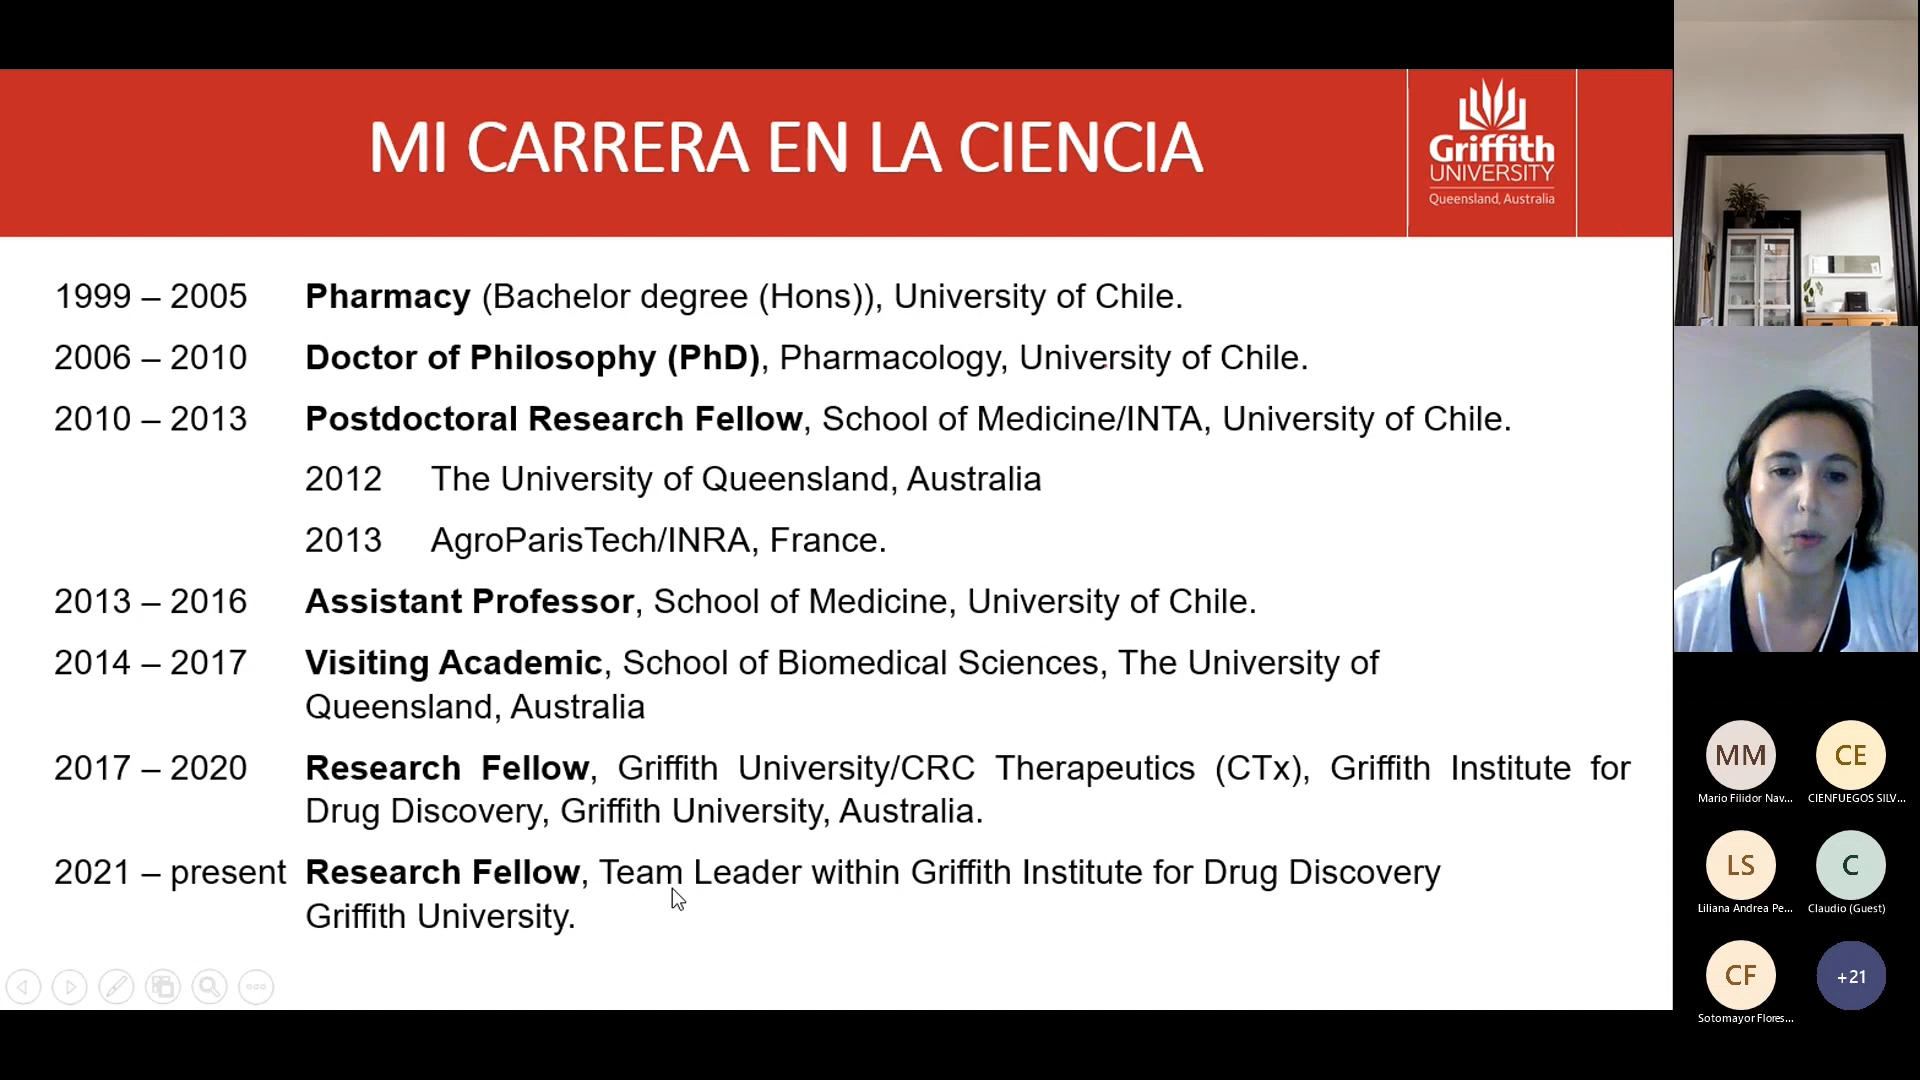 MI CARRERA EN LA CIENCIA
Griffith
UNIVERSITY
Queensland, Australia
1999 – 2005 Pharmacy (Bachelor degree (Hons)), University of Chile.
2006 – 2010 Doctor of Philosophy (PhD), Pharmacology, University of Chile.
2010 – 2013 Postdoctoral Research Fellow, School of Medicine/INTA, University of Chile.
2012 The University of Queensland, Australia
2013 AgroParisTech/INRA, France.
2013 – 2016 Assistant Professor, School of Medicine, University of Chile.
2014 – 2017 Visiting Academic, School of Biomedical Sciences, The University of
Queensland, Australia
2017 – 2020 Research Fellow, Griffith University/CRC Therapeutics (CTx), Griffith Institute for
Drug Discovery, Griffith University, Australia.
2021 – present Research Fellow, Team Leader within Griffith Institute for Drug Discovery
Griffith University.
MM CE
Mario Filidor Nav... CIENFUEGOS SILV...
LS C
Liliana Andrea Pe... Claudio (Guest)
CF +21
Sotomayor Flores...